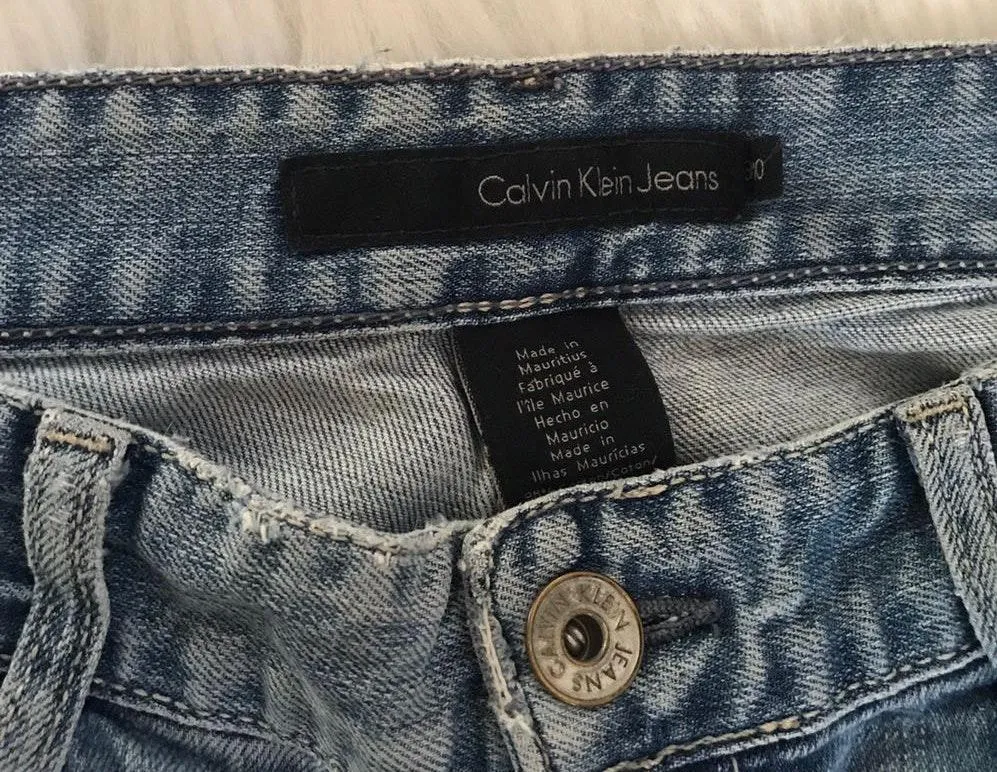 Calvin Klein Jeans
Made in
Mauritius
Fabriqué à
l'île Maurice
Hecho en
Mauricio
Made in
Ilhas Maurícias
CALVIN KLEIN JEANS